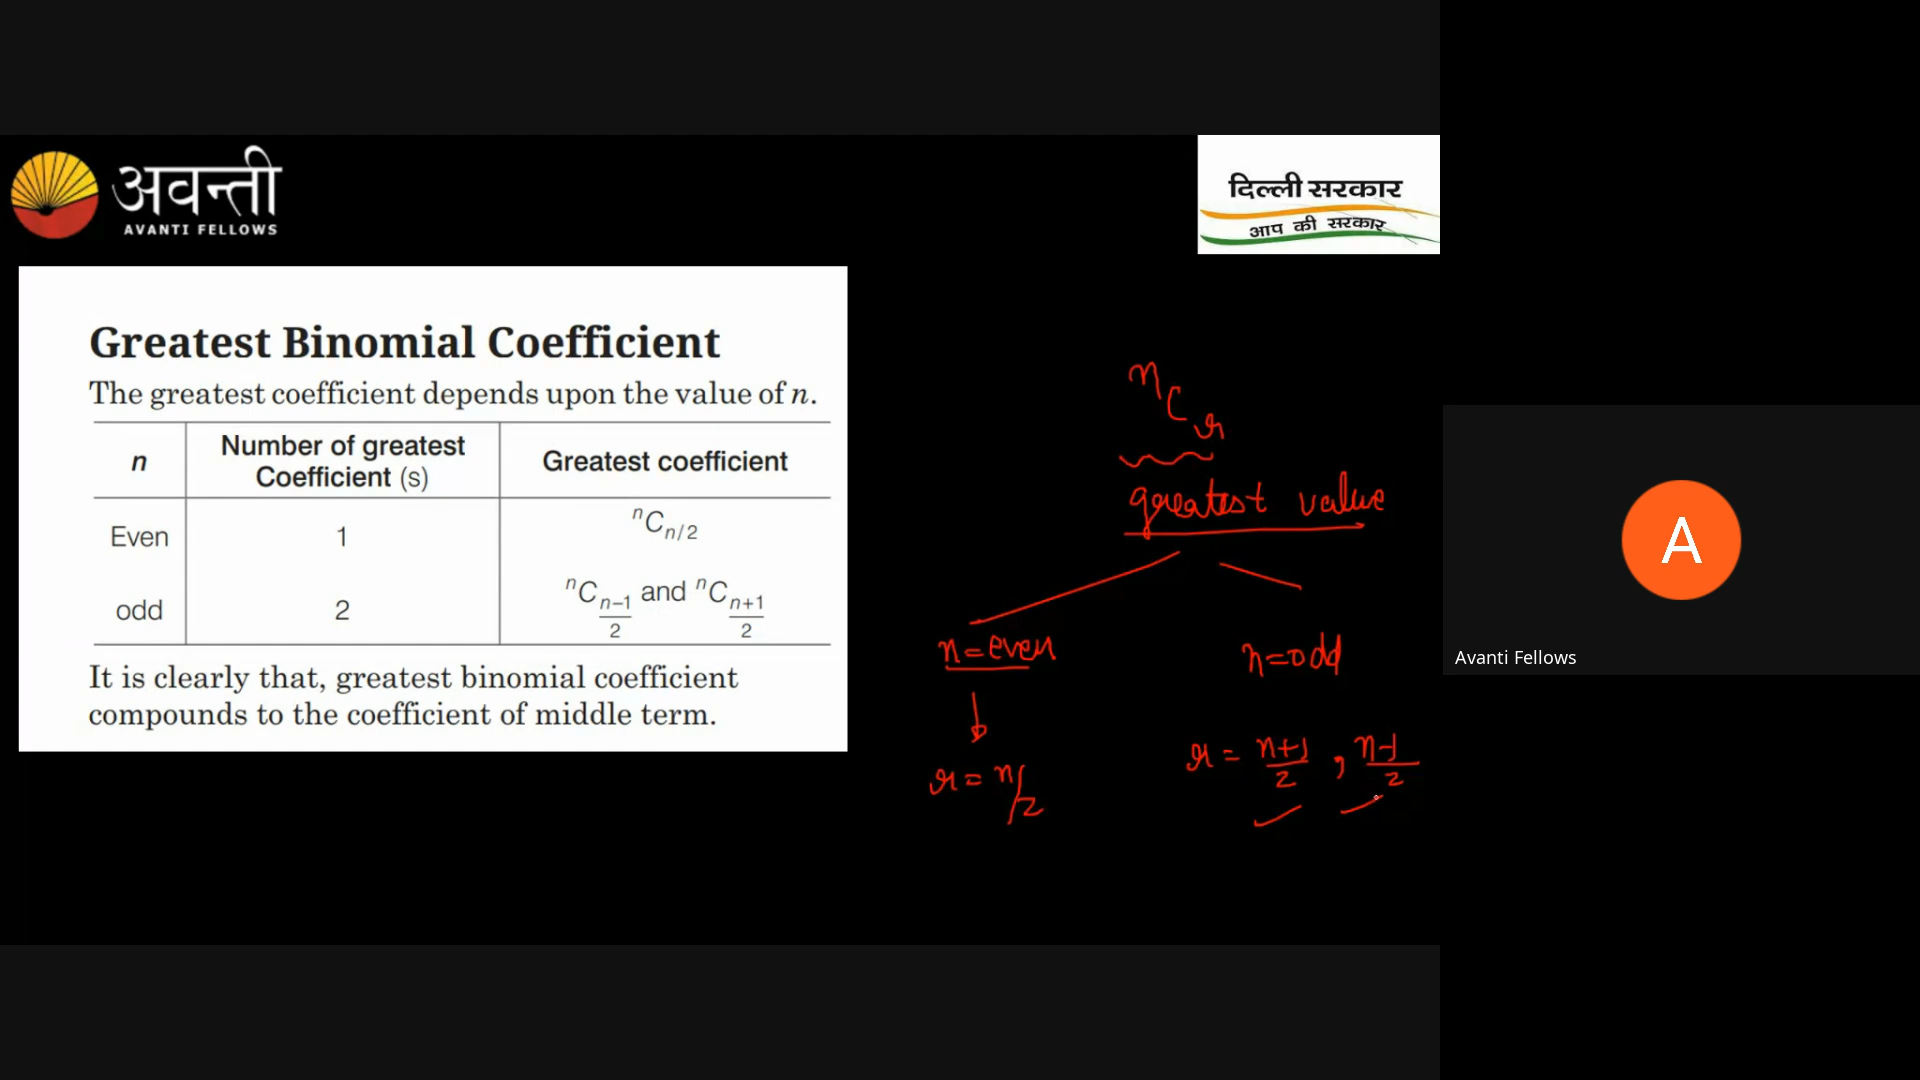 अवन्ती
AVANTI FELLOWS
दिल्ली सरकार
आप की सरकार
Greatest Binomial Coefficient
The greatest coefficient depends upon the value of n.
n | Number of greatest Coefficient (s) | Greatest coefficient
Even | 1 | ⁿC_{n/2}
odd | 2 | ⁿC_{(n–1)/2} and ⁿC_{(n+1)/2}
It is clearly that, greatest binomial coefficient
compounds to the coefficient of middle term.
ⁿC_r
greatest value
n=even
n=odd
r = n/2
r = (n+1)/2 , (n-1)/2
A
Avanti Fellows